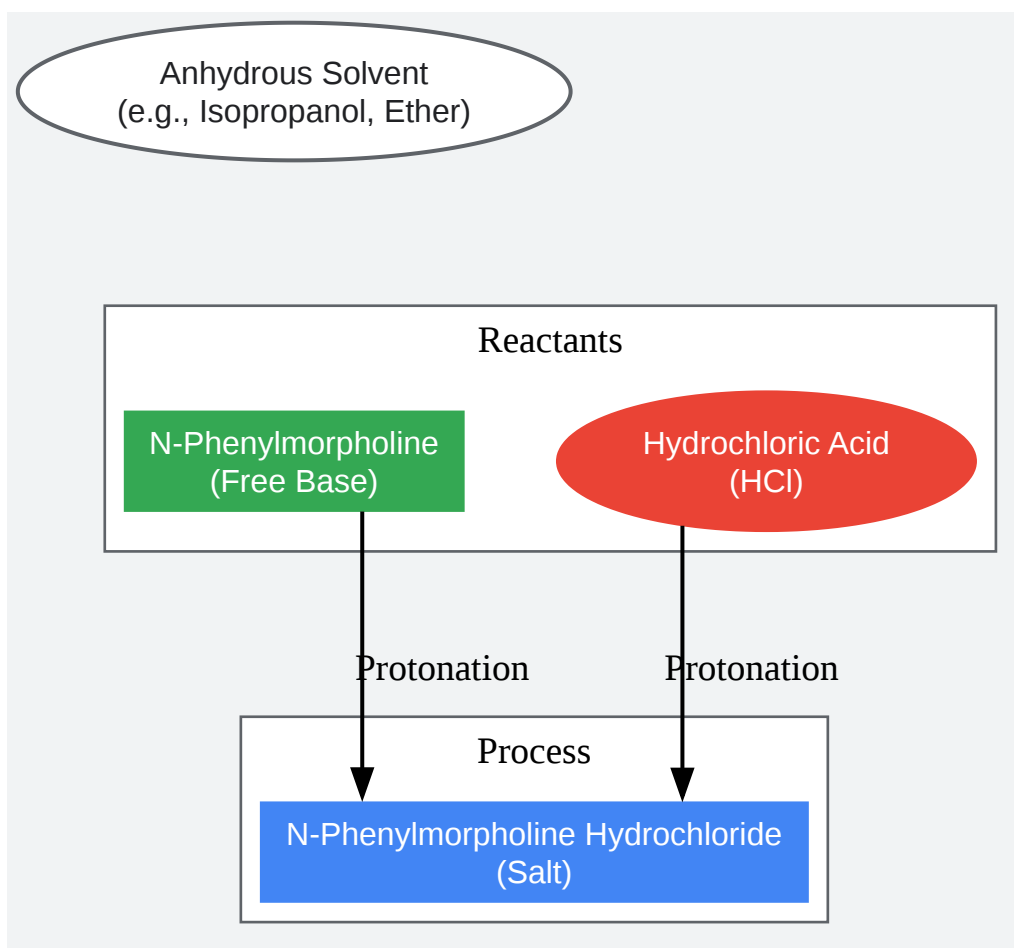 Anhydrous Solvent
(e.g., Isopropanol, Ether)
Reactants
N-Phenylmorpholine
(Free Base)
Hydrochloric Acid
(HCl)
Protonation
Protonation
Process
N-Phenylmorpholine Hydrochloride
(Salt)